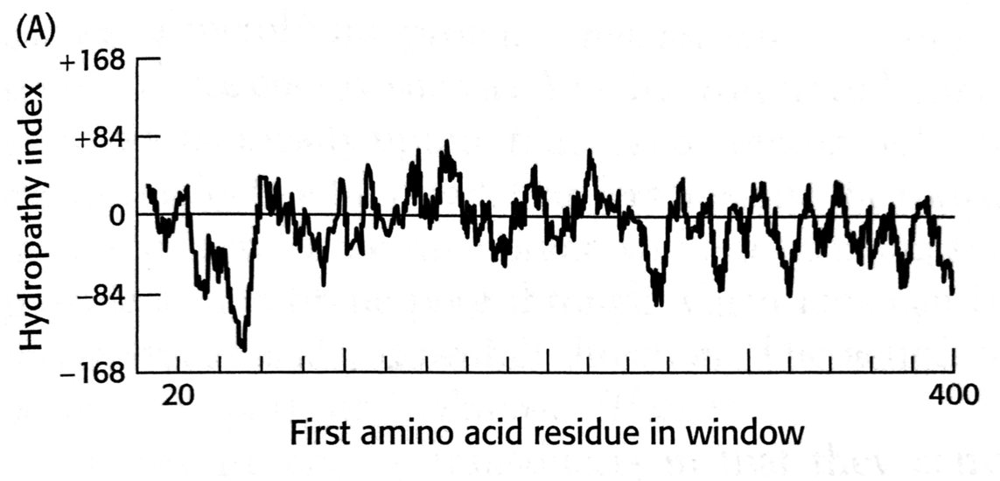 (A)
+168
+84
0
−84
−168
Hydropathy index
20
400
First amino acid residue in window